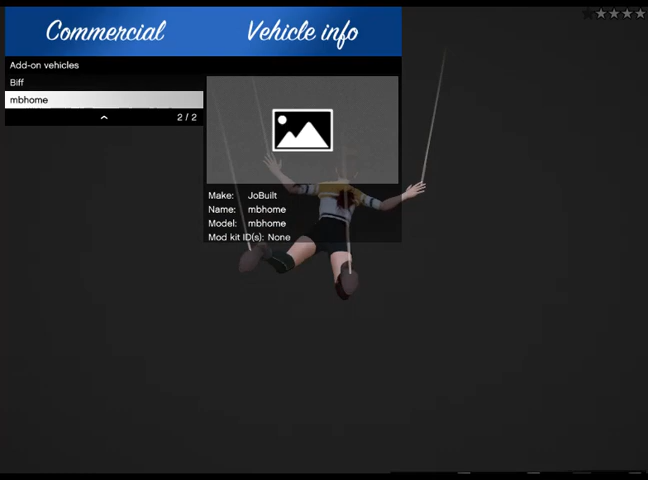 Commercial
Vehicle info
Add-on vehicles
Biff
mbhome
2 / 2
Make: JoBuilt
Name: mbhome
Model: mbhome
Mod kit ID(s): None